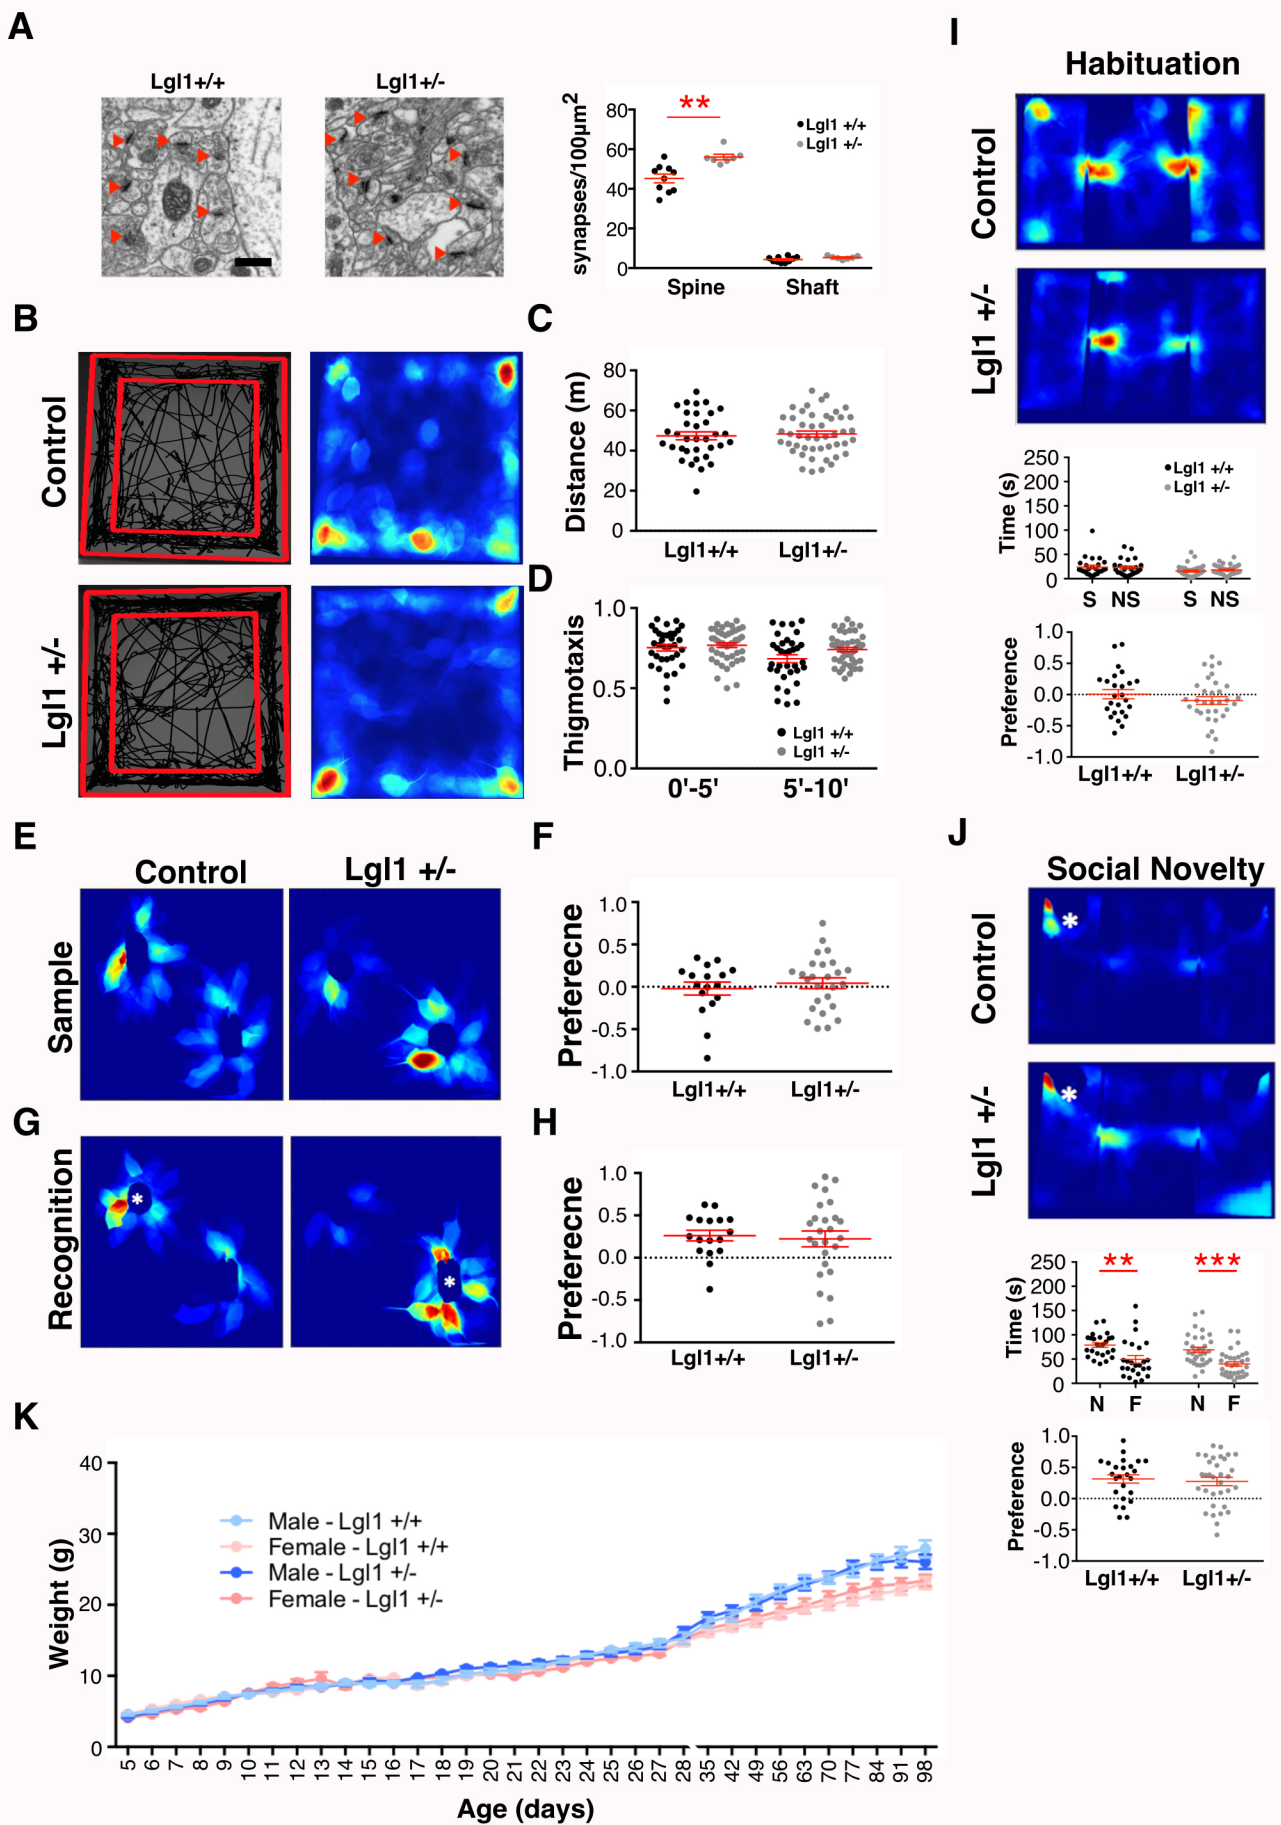 A
Lgl1+/+
Lgl1+/-
synapses/100µm2
80
60
40
20
0
**
Lgl1 +/+
Lgl1 +/-
Spine
Shaft
B
Control
Lgl1 +/-
C
Distance (m)
80
60
40
20
0
Lgl1+/+
Lgl1+/-
D
Thigmotaxis
1.0
0.5
0.0
Lgl1 +/+
Lgl1 +/-
0'-5'
5'-10'
E
Control
Lgl1 +/-
Sample
F
Preferecne
1.0
0.5
0.0
-0.5
-1.0
Lgl1+/+
Lgl1+/-
G
Recognition
*
*
H
Preferecne
1.0
0.5
0.0
-0.5
-1.0
Lgl1+/+
Lgl1+/-
I
Habituation
Control
Lgl1 +/-
Time (s)
250
200
150
100
50
0
Lgl1 +/+
Lgl1 +/-
S NS S NS
Preference
1.0
0.5
0.0
-0.5
-1.0
Lgl1+/+
Lgl1+/-
J
Social Novelty
Control
*
Lgl1 +/-
*
Time (s)
250
200
150
100
50
0
**
***
N F N F
Preference
1.0
0.5
0.0
-0.5
-1.0
Lgl1+/+
Lgl1+/-
K
Weight (g)
40
30
20
10
0
Male - Lgl1 +/+
Female - Lgl1 +/+
Male - Lgl1 +/-
Female - Lgl1 +/-
5 6 7 8 9 10 11 12 13 14 15 16 17 18 19 20 21 22 23 24 25 26 27 28 35 42 49 56 63 70 77 84 91 98
Age (days)